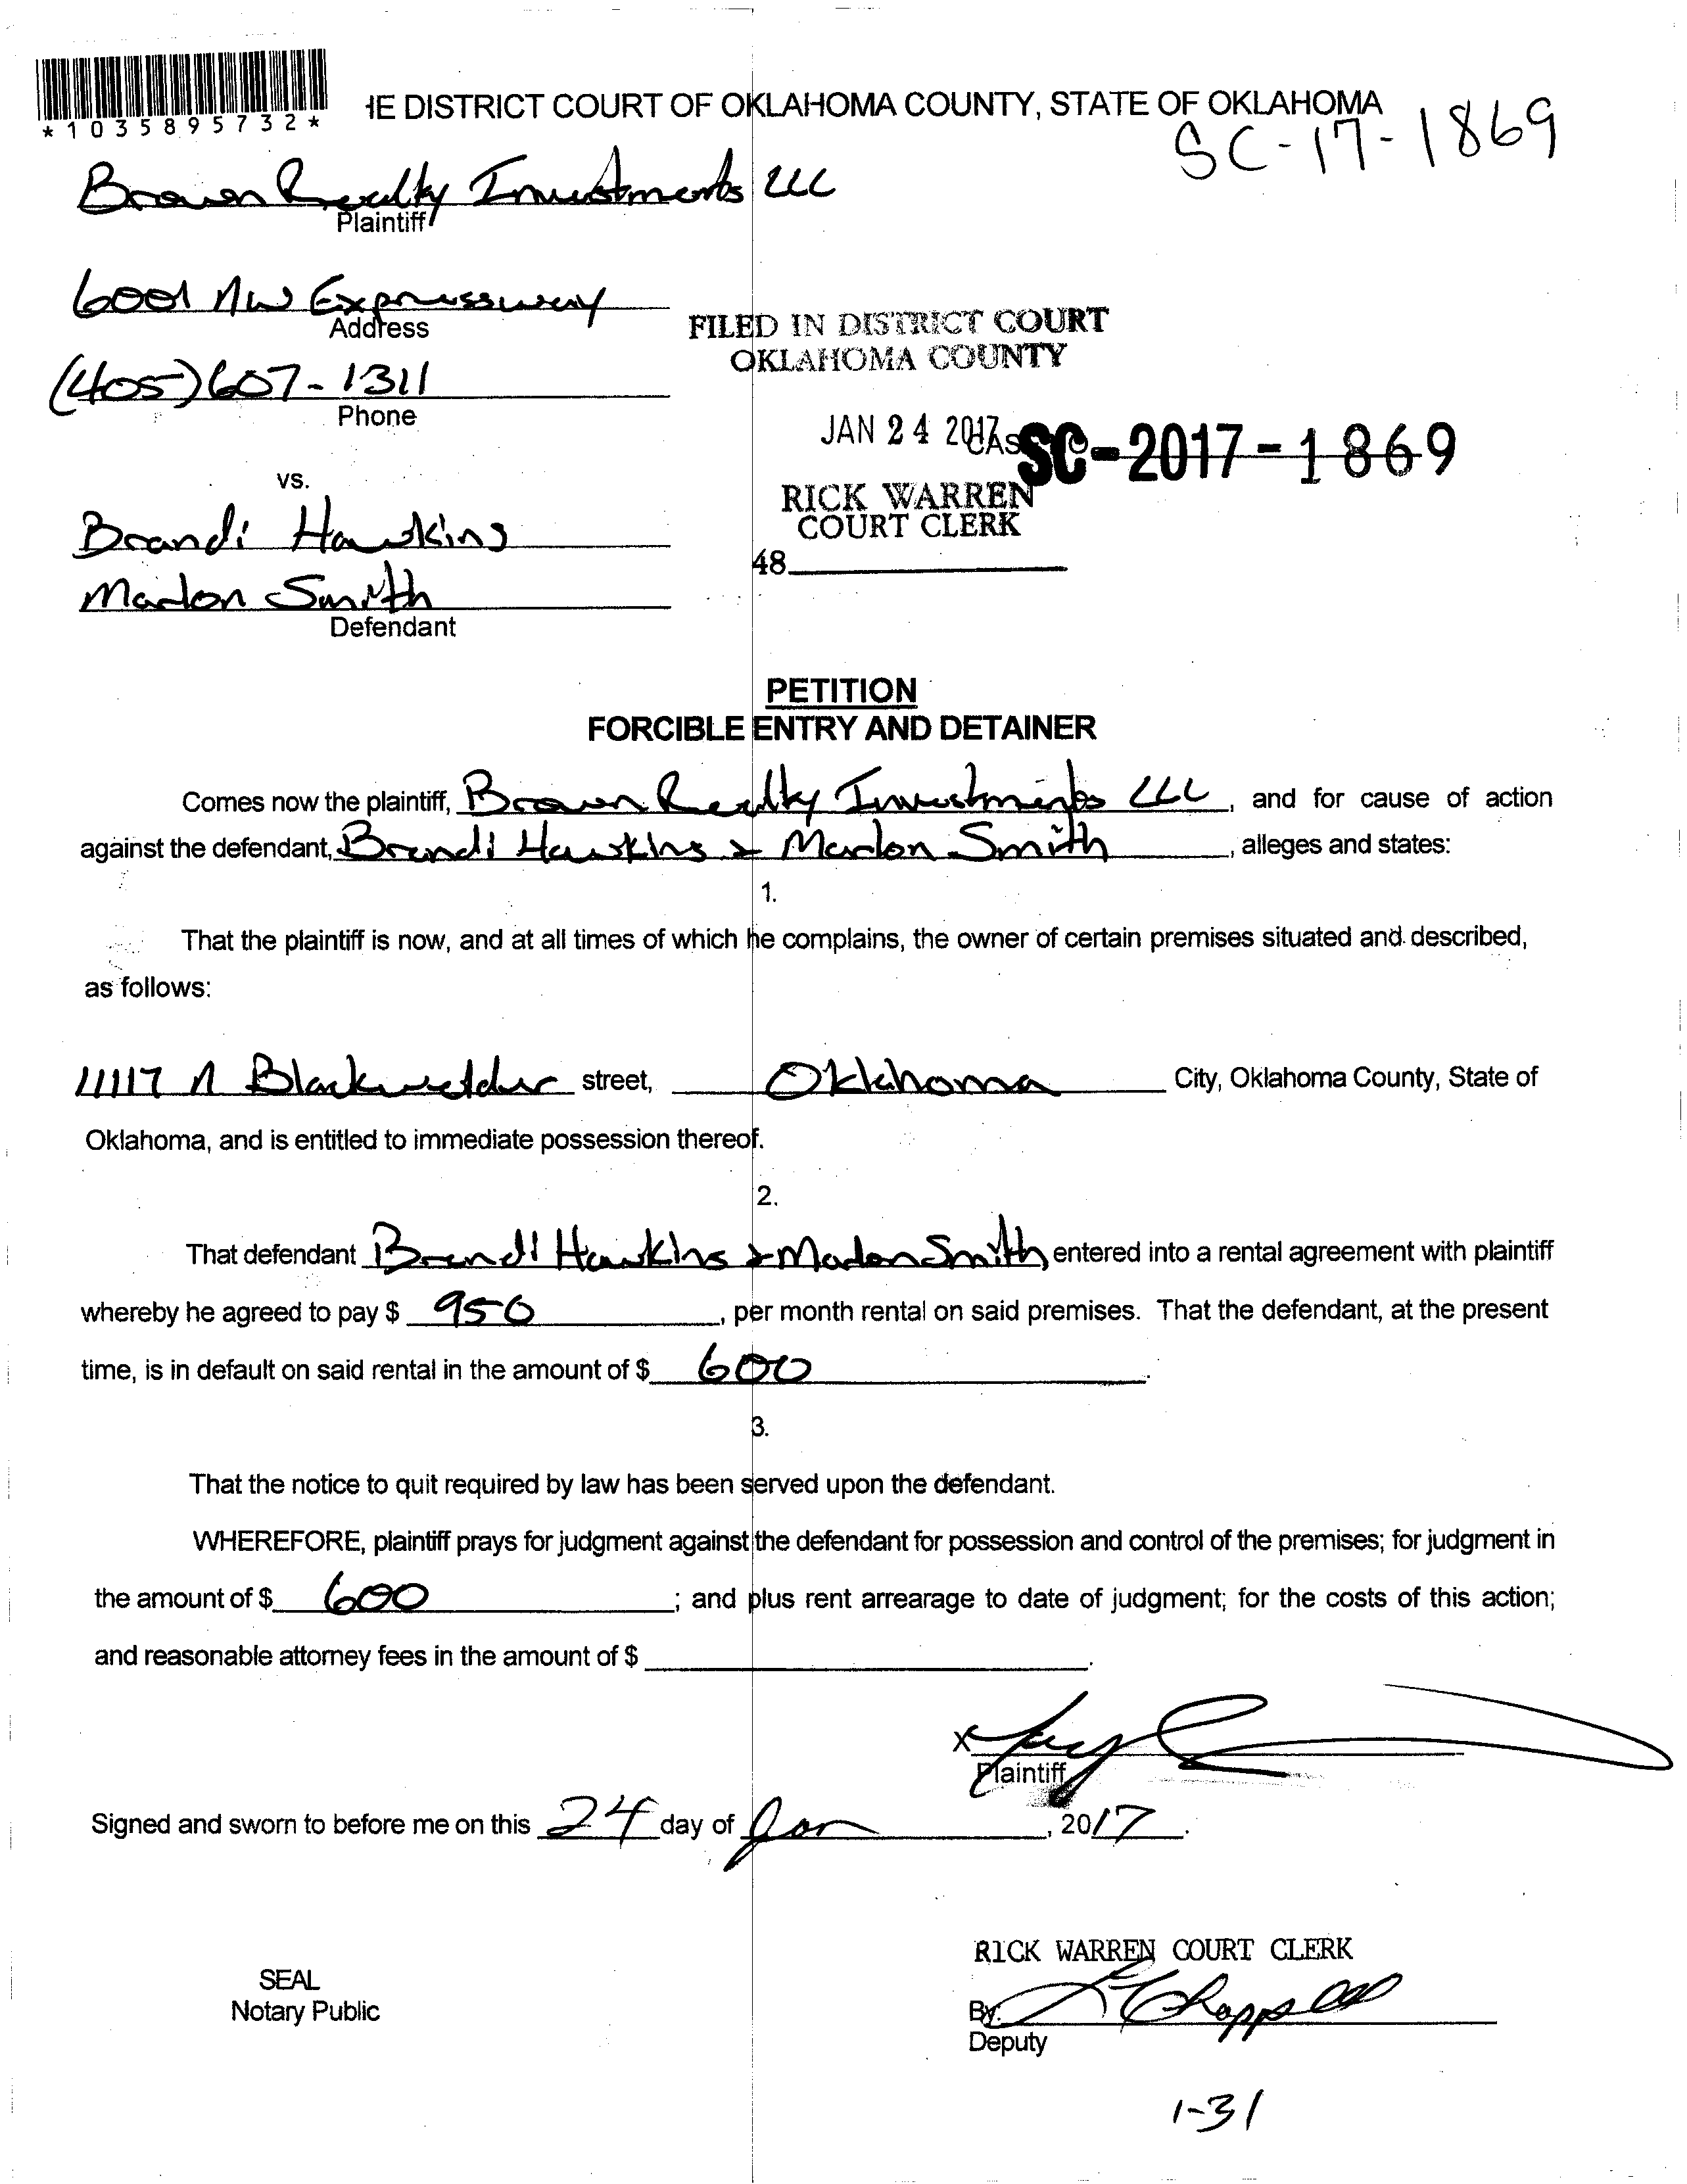 *1035895732*
IE DISTRICT COURT OF OKLAHOMA COUNTY, STATE OF OKLAHOMA
SC-17-1869
Brown Realty Investments LLC
Plaintiff
6001 NW Expressway
Address
FILED IN DISTRICT COURT
OKLAHOMA COUNTY
(405) 607-1311
Phone
JAN 24 2017
SC-2017-1869
vs.
RICK WARREN
COURT CLERK
Brandi Hawkins
48
Marlon Smith
Defendant
PETITION
FORCIBLE ENTRY AND DETAINER
Comes now the plaintiff, Brown Realty Investments LLC, and for cause of action
against the defendant, Brandi Hawkins & Marlon Smith, alleges and states:
1.
That the plaintiff is now, and at all times of which he complains, the owner of certain premises situated and described,
as follows:
11117 N Blackwelder street, Oklahoma City, Oklahoma County, State of
Oklahoma, and is entitled to immediate possession thereof.
2.
That defendant Brandi Hawkins & Marlon Smith entered into a rental agreement with plaintiff
whereby he agreed to pay $ 950, per month rental on said premises. That the defendant, at the present
time, is in default on said rental in the amount of $ 600.
3.
That the notice to quit required by law has been served upon the defendant.
WHEREFORE, plaintiff prays for judgment against the defendant for possession and control of the premises; for judgment in
the amount of $ 600; and plus rent arrearage to date of judgment; for the costs of this action;
and reasonable attorney fees in the amount of $ .
X
Plaintiff
Signed and sworn to before me on this 24 day of Jan, 2017.
RICK WARREN COURT CLERK
SEAL
Notary Public
By:
Deputy
1-31